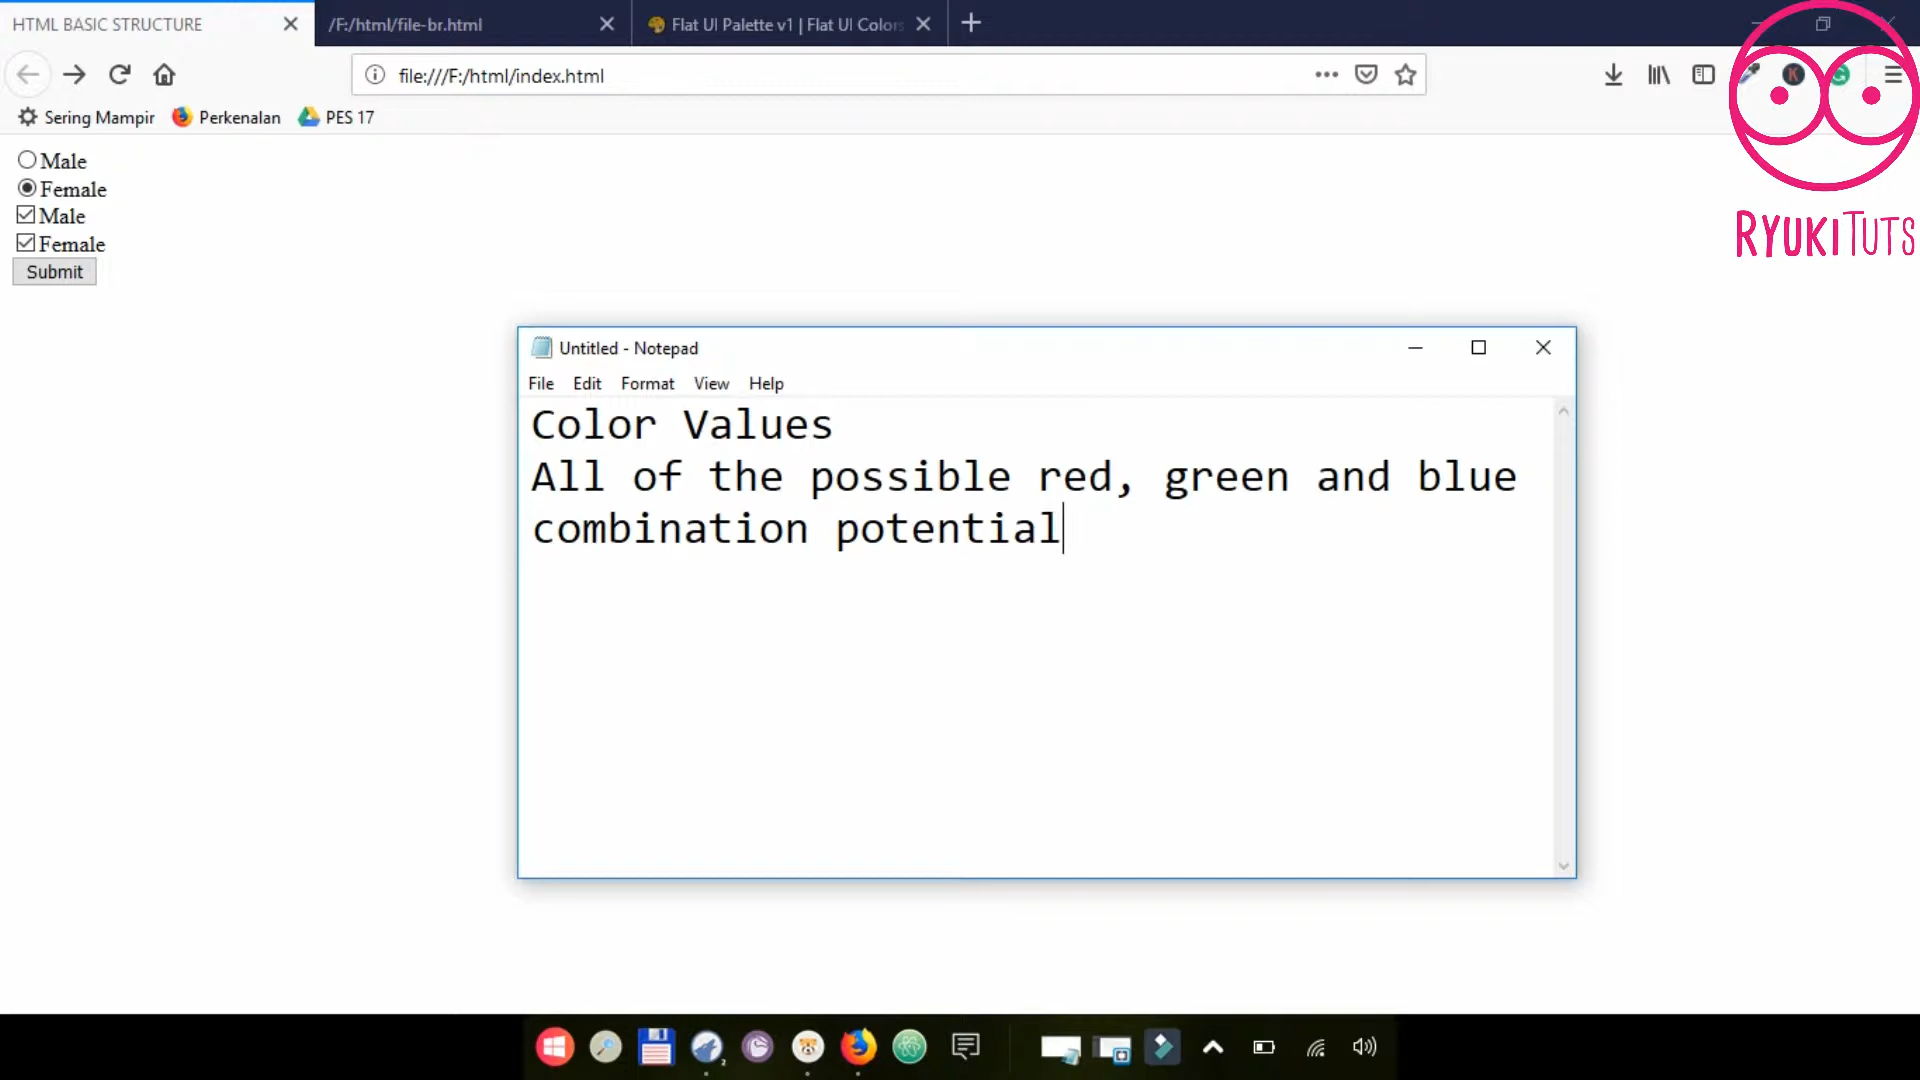 HTML BASIC STRUCTURE
/F:/html/file-br.html
Flat UI Palette v1 | Flat UI Colors
file:///F:/html/index.html
Sering Mampir
Perkenalan
PES 17
RYUKITUTS
Male
Female
Male
Female
Submit
Untitled - Notepad
File Edit Format View Help
Color Values
All of the possible red, green and blue
combination potential